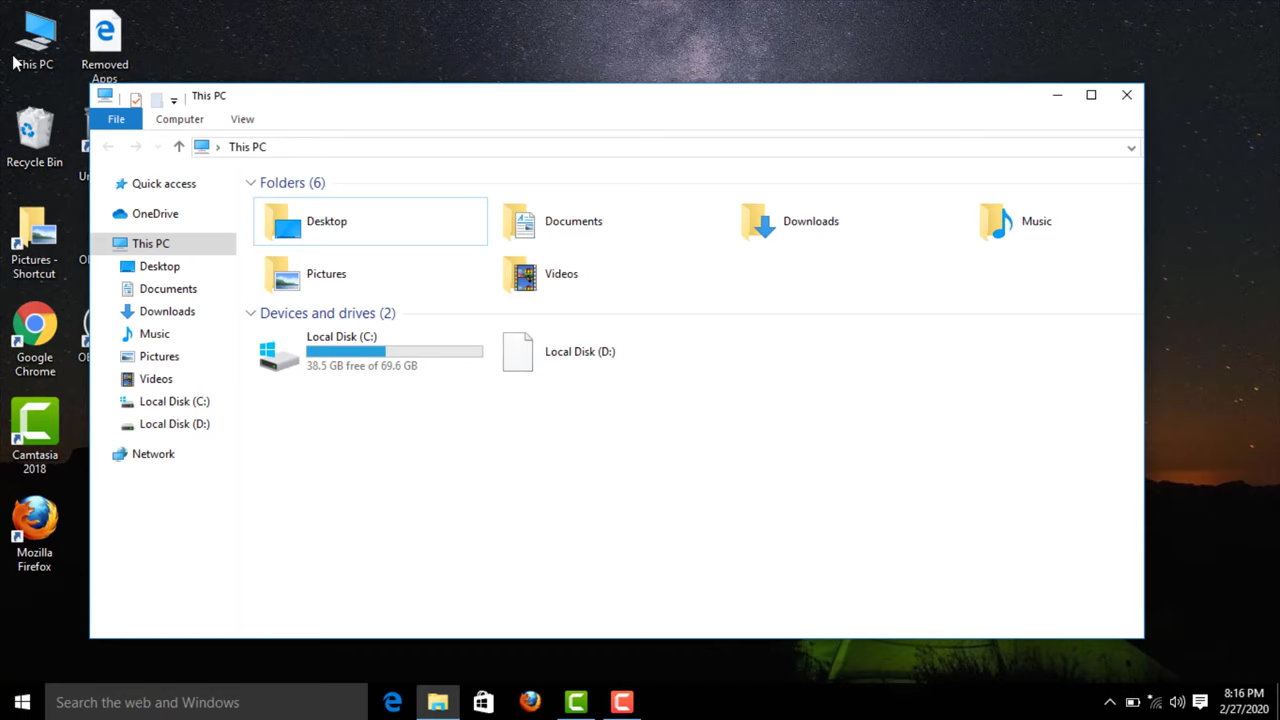 This PC
Removed
Apps
Recycle Bin
Pictures -
Shortcut
Google
Chrome
Camtasia
2018
Mozilla
Firefox
This PC
File
Computer
View
This PC
Quick access
OneDrive
This PC
Desktop
Documents
Downloads
Music
Pictures
Videos
Local Disk (C:)
Local Disk (D:)
Network
Folders (6)
Desktop
Documents
Downloads
Music
Pictures
Videos
Devices and drives (2)
Local Disk (C:)
38.5 GB free of 69.6 GB
Local Disk (D:)
Search the web and Windows
8:16 PM
2/27/2020